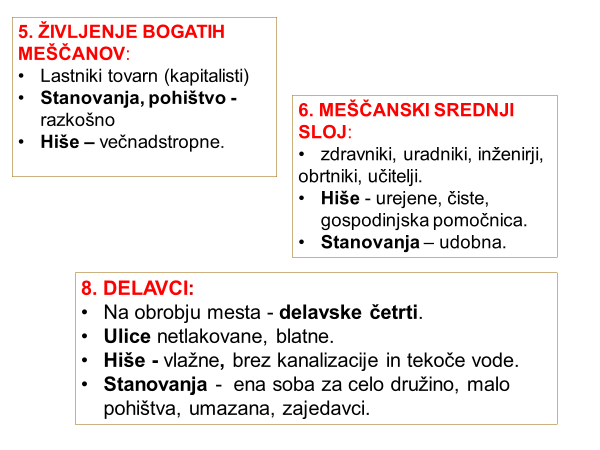 5. ŽIVLJENJE BOGATIH
MEŠČANOV:
• Lastniki tovarn (kapitalisti)
• Stanovanja, pohištvo -
razkošno
• Hiše – večnadstropne.
6. MEŠČANSKI SREDNJI
SLOJ:
• zdravniki, uradniki, inženirji,
obrtniki, učitelji.
• Hiše - urejene, čiste,
gospodinjska pomočnica.
• Stanovanja – udobna.
8. DELAVCI:
• Na obrobju mesta - delavske četrti.
• Ulice netlakovane, blatne.
• Hiše - vlažne, brez kanalizacije in tekoče vode.
• Stanovanja - ena soba za celo družino, malo
pohištva, umazana, zajedavci.